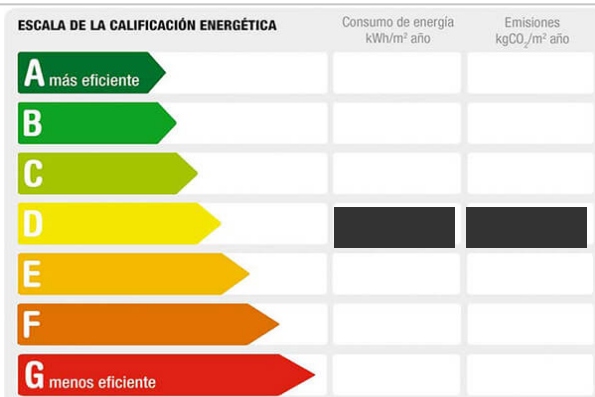 ESCALA DE LA CALIFICACIÓN ENERGÉTICA
Consumo de energía
kWh/m² año
Emisiones
kgCO₂/m² año
A más eficiente
B
C
D
E
F
G menos eficiente